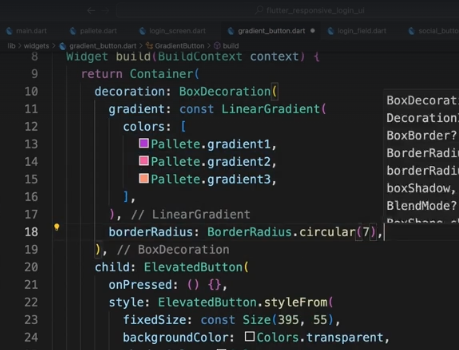 flutter_responsive_login_ui
main.dart pallete.dart login_screen.dart gradient_button.dart login_field.dart social_butto
lib > widgets > gradient_button.dart > GradientButton > build
8 Widget build(BuildContext context) {
9 return Container(
10 decoration: BoxDecoration(
11 gradient: const LinearGradient(
12 colors: [
13 Pallete.gradient1,
14 Pallete.gradient2,
15 Pallete.gradient3,
16 ],
17 ), // LinearGradient
18 borderRadius: BorderRadius.circular(7),
19 ), // BoxDecoration
20 child: ElevatedButton(
21 onPressed: () {},
22 style: ElevatedButton.styleFrom(
23 fixedSize: const Size(395, 55),
24 backgroundColor: Colors.transparent,
BoxDecorati
Decoration
BoxBorder?
BorderRadi
borderRadi
boxShadow,
BlendMode?